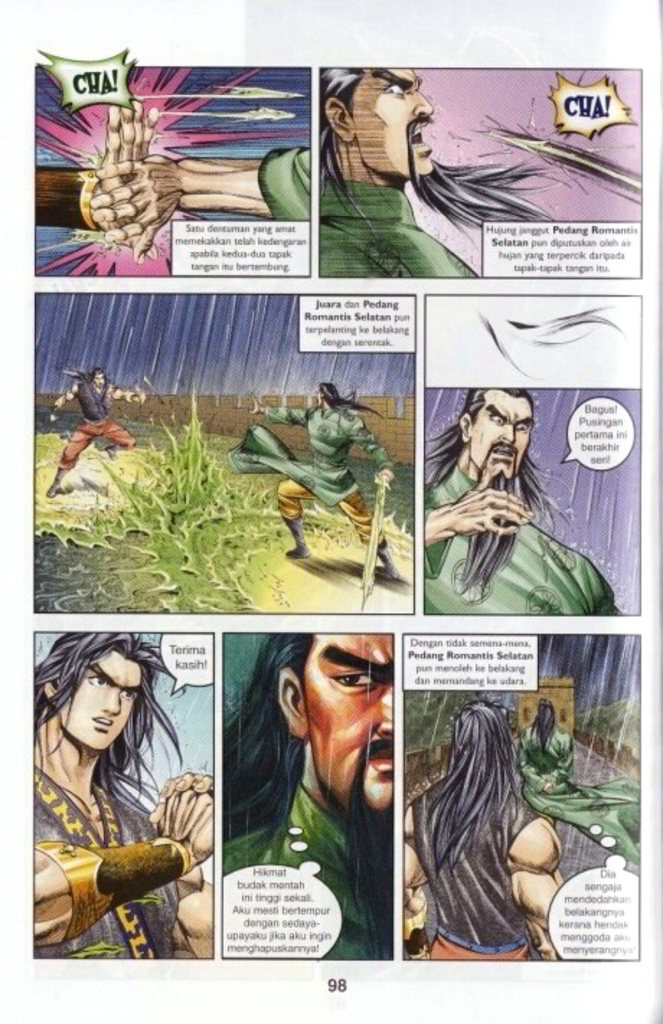 CHA!
Satu dentuman yang amat
memekakkan telah kedengaran
apabila kedua-dua tapak
tangan itu bertembung.
CHA!
Hujung janggut Pedang Romantis
Selatan pun diputuskan oleh air
hujan yang terpercik daripada
tapak-tapak tangan itu.
Juara dan Pedang
Romantis Selatan pun
terpelanting ke belakang
dengan serentak.
Bagus!
Pusingan
pertama ini
berakhir
seri!
Terima
kasih!
Hikmat
budak mentah
ini tinggi sekali.
Aku mesti bertempur
dengan sedaya-
upayaku jika aku ingin
menghapuskannya!
Dengan tidak semena-mena,
Pedang Romantis Selatan
pun menoleh ke belakang
dan memandang ke udara.
Dia
sengaja
mendedahkan
belakangnya
kerana hendak
menggoda aku
menyerangnya!
98